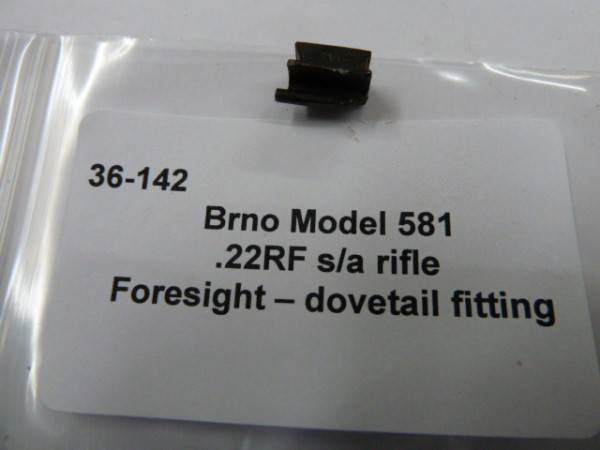 36-142
Brno Model 581
.22RF s/a rifle
Foresight – dovetail fitting